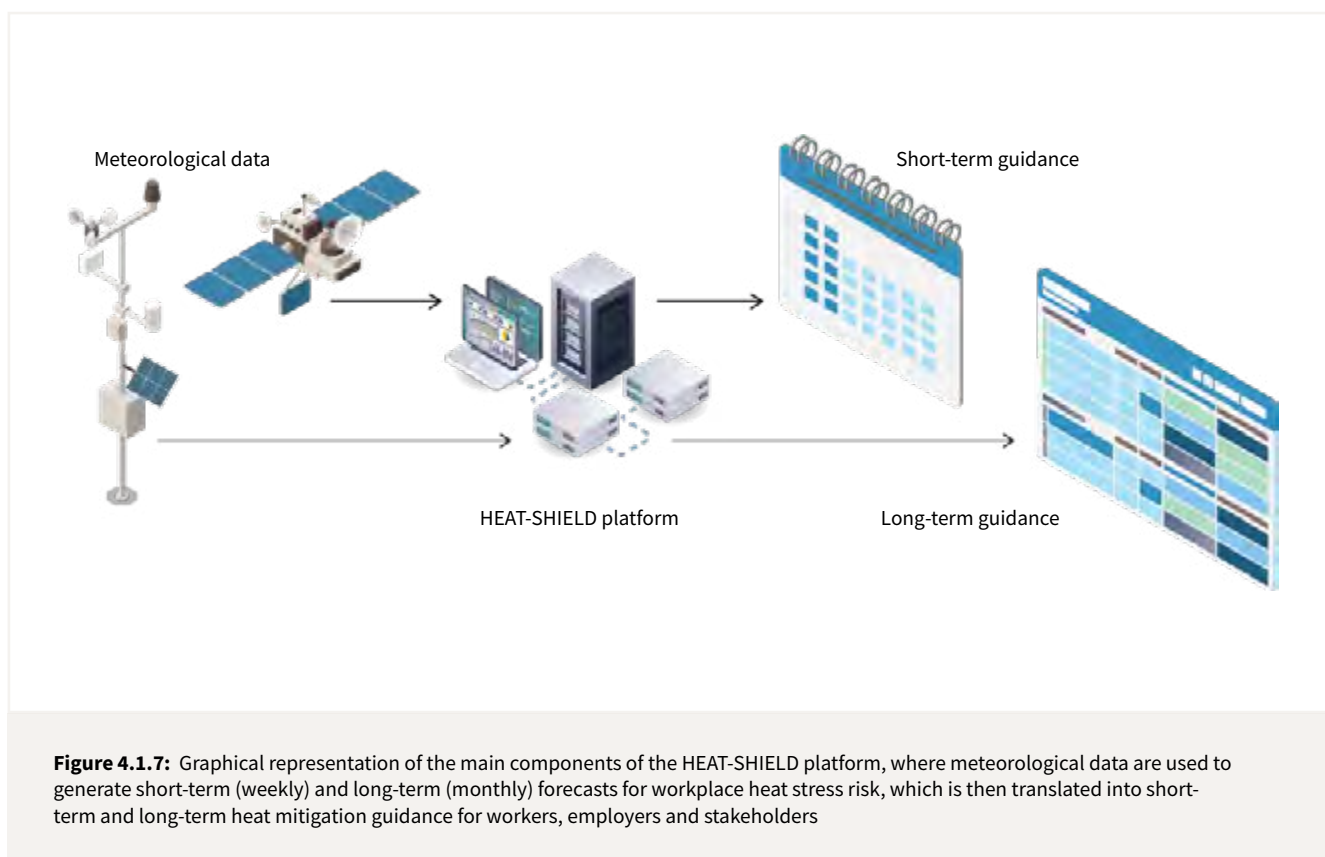 Meteorological data
Short-term guidance
HEAT-SHIELD platform
Long-term guidance
Figure 4.1.7: Graphical representation of the main components of the HEAT-SHIELD platform, where meteorological data are used to
generate short-term (weekly) and long-term (monthly) forecasts for workplace heat stress risk, which is then translated into short-
term and long-term heat mitigation guidance for workers, employers and stakeholders